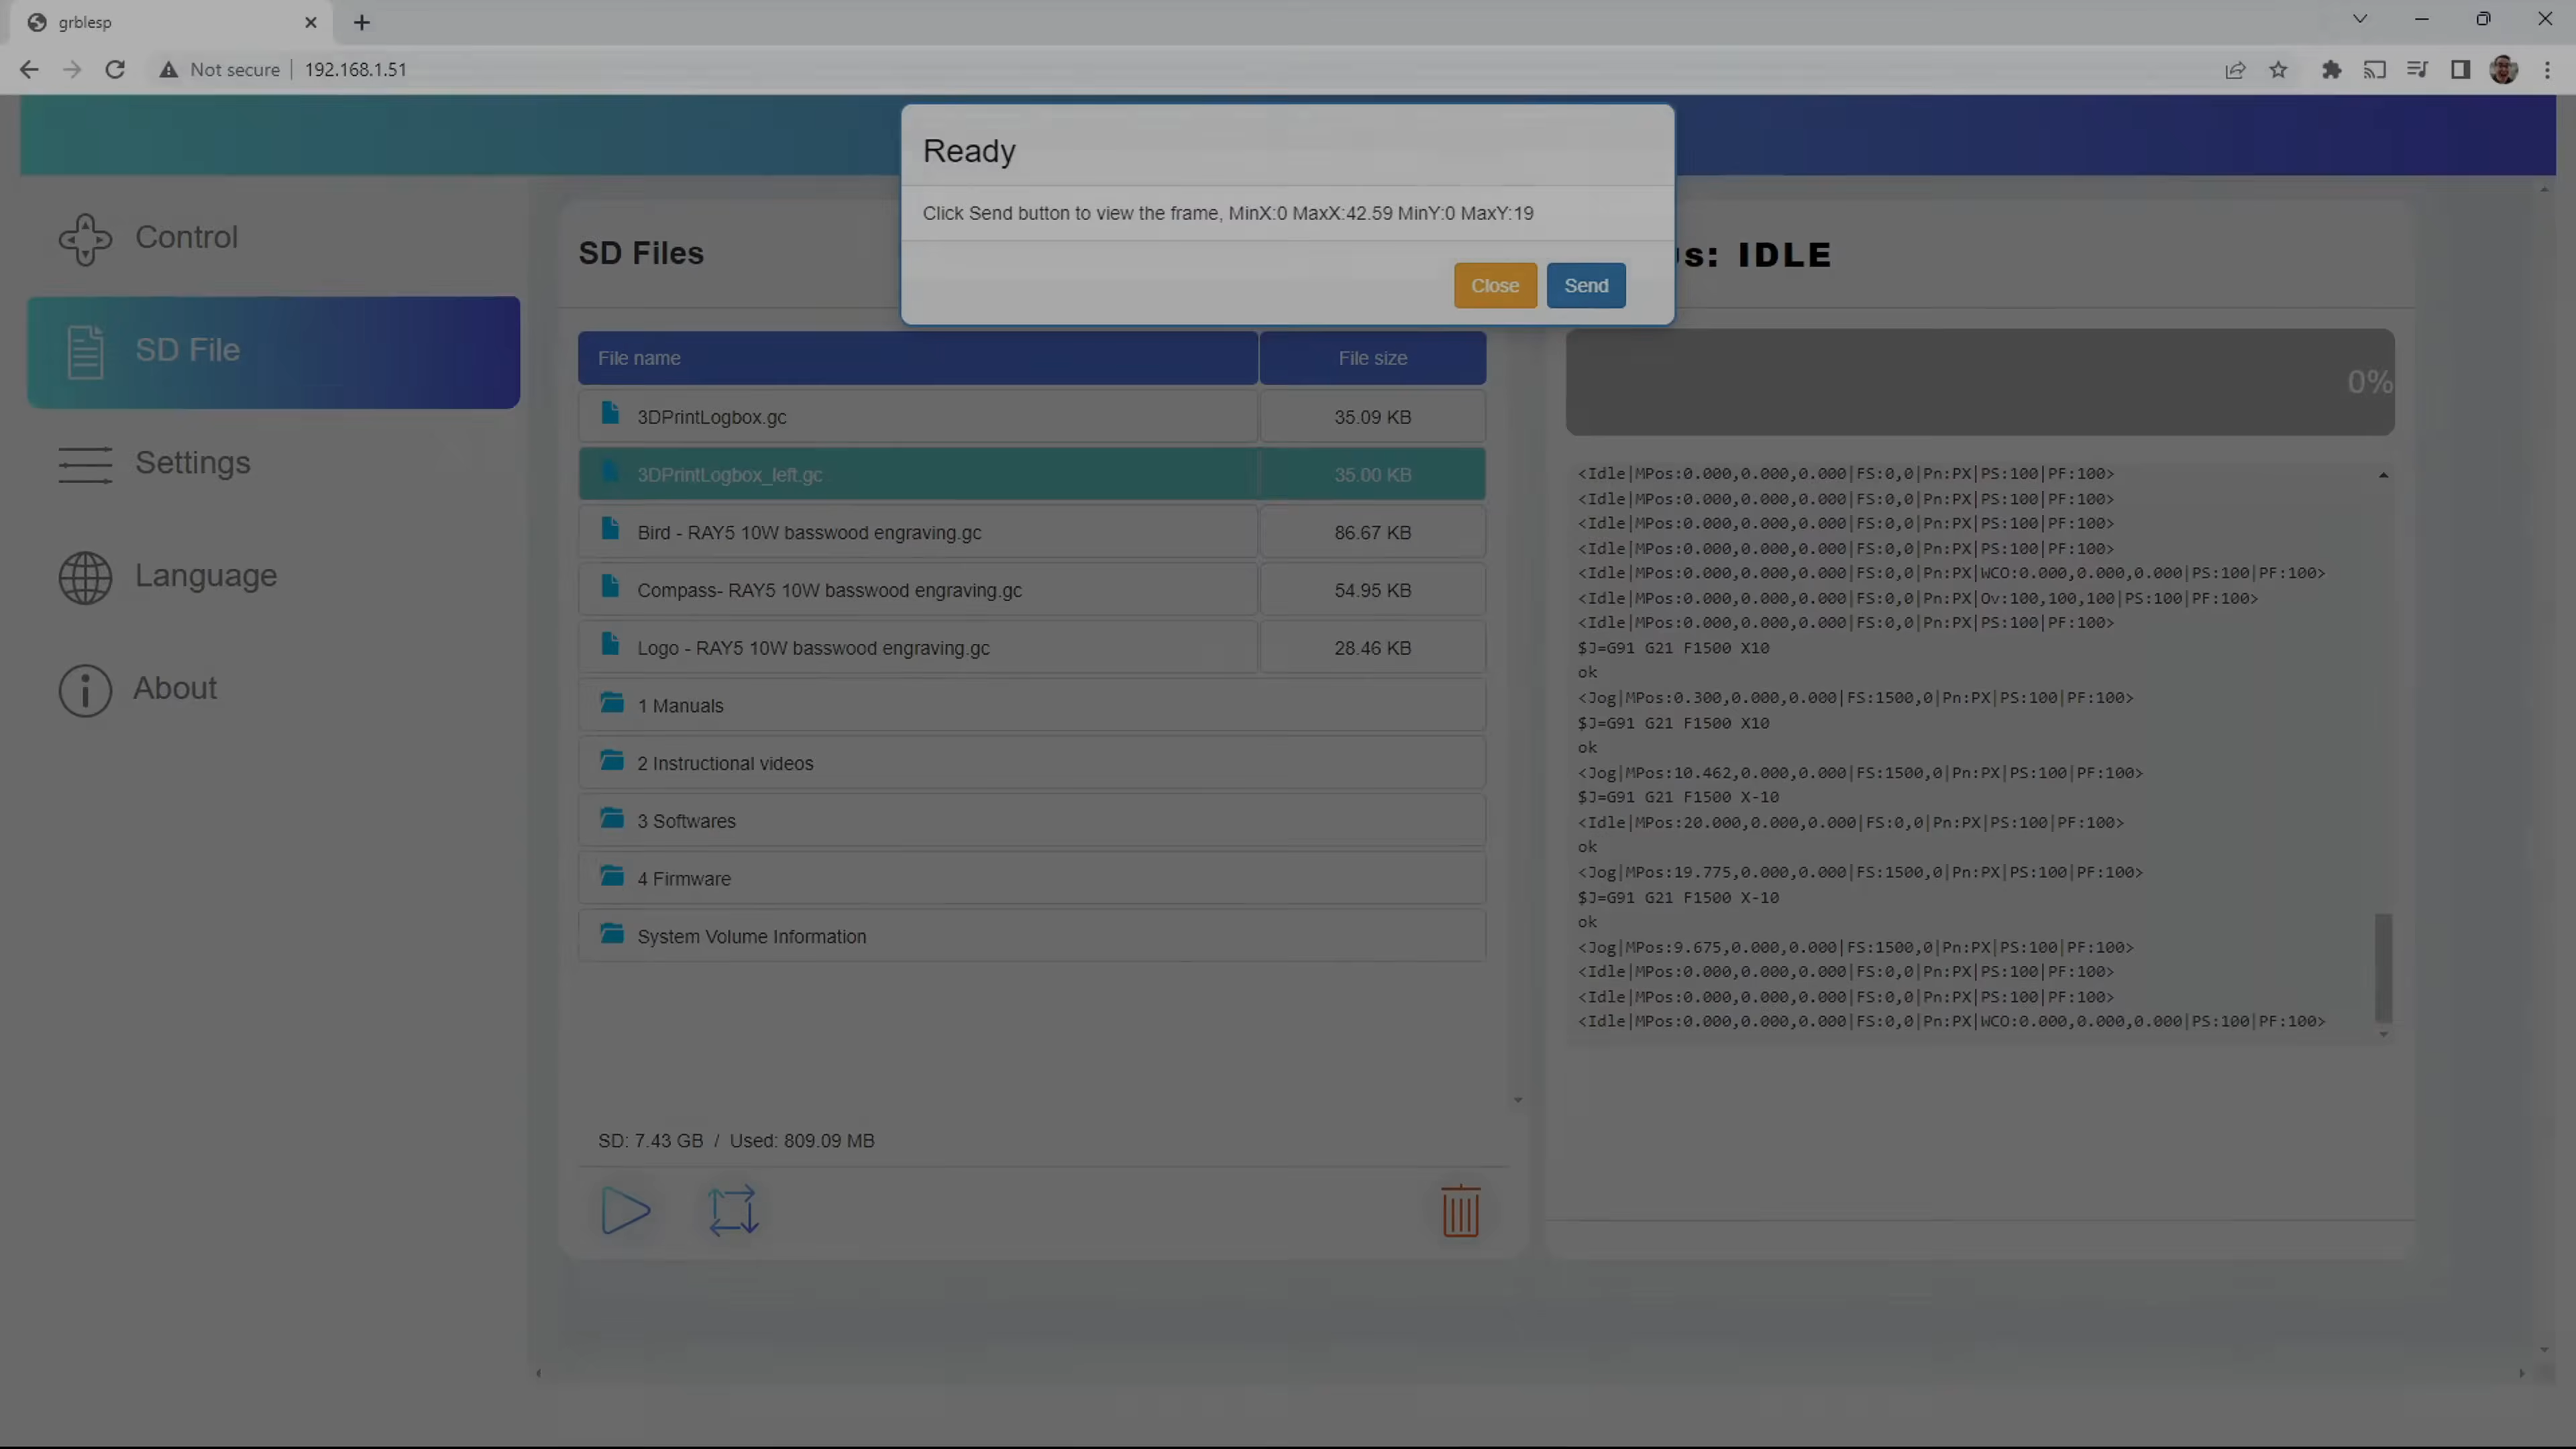 grblesp
Not secure
192.168.1.51
Ready
Click Send button to view the frame, MinX:0 MaxX:42.59 MinY:0 MaxY:19
Close
Send
Control
SD File
Settings
Language
About
SD Files
File name
File size
3DPrintLogbox.gc
35.09 KB
3DPrintLogbox_left.gc
35.00 KB
Bird - RAY5 10W basswood engraving.gc
86.67 KB
Compass- RAY5 10W basswood engraving.gc
54.95 KB
Logo - RAY5 10W basswood engraving.gc
28.46 KB
1 Manuals
2 Instructional videos
3 Softwares
4 Firmware
System Volume Information
SD: 7.43 GB / Used: 809.09 MB
s: IDLE
0%
<Idle|MPos:0.000,0.000,0.000|FS:0,0|Pn:PX|PS:100|PF:100>
<Idle|MPos:0.000,0.000,0.000|FS:0,0|Pn:PX|PS:100|PF:100>
<Idle|MPos:0.000,0.000,0.000|FS:0,0|Pn:PX|PS:100|PF:100>
<Idle|MPos:0.000,0.000,0.000|FS:0,0|Pn:PX|PS:100|PF:100>
<Idle|MPos:0.000,0.000,0.000|FS:0,0|Pn:PX|WCO:0.000,0.000,0.000|PS:100|PF:100>
<Idle|MPos:0.000,0.000,0.000|FS:0,0|Pn:PX|Ov:100,100,100|PS:100|PF:100>
<Idle|MPos:0.000,0.000,0.000|FS:0,0|Pn:PX|PS:100|PF:100>
$J=G91 G21 F1500 X10
ok
<Jog|MPos:0.300,0.000,0.000|FS:1500,0|Pn:PX|PS:100|PF:100>
$J=G91 G21 F1500 X10
ok
<Jog|MPos:10.462,0.000,0.000|FS:1500,0|Pn:PX|PS:100|PF:100>
$J=G91 G21 F1500 X-10
<Idle|MPos:20.000,0.000,0.000|FS:0,0|Pn:PX|PS:100|PF:100>
ok
<Jog|MPos:19.775,0.000,0.000|FS:1500,0|Pn:PX|PS:100|PF:100>
$J=G91 G21 F1500 X-10
ok
<Jog|MPos:9.675,0.000,0.000|FS:1500,0|Pn:PX|PS:100|PF:100>
<Idle|MPos:0.000,0.000,0.000|FS:0,0|Pn:PX|PS:100|PF:100>
<Idle|MPos:0.000,0.000,0.000|FS:0,0|Pn:PX|PS:100|PF:100>
<Idle|MPos:0.000,0.000,0.000|FS:0,0|Pn:PX|WCO:0.000,0.000,0.000|PS:100|PF:100>